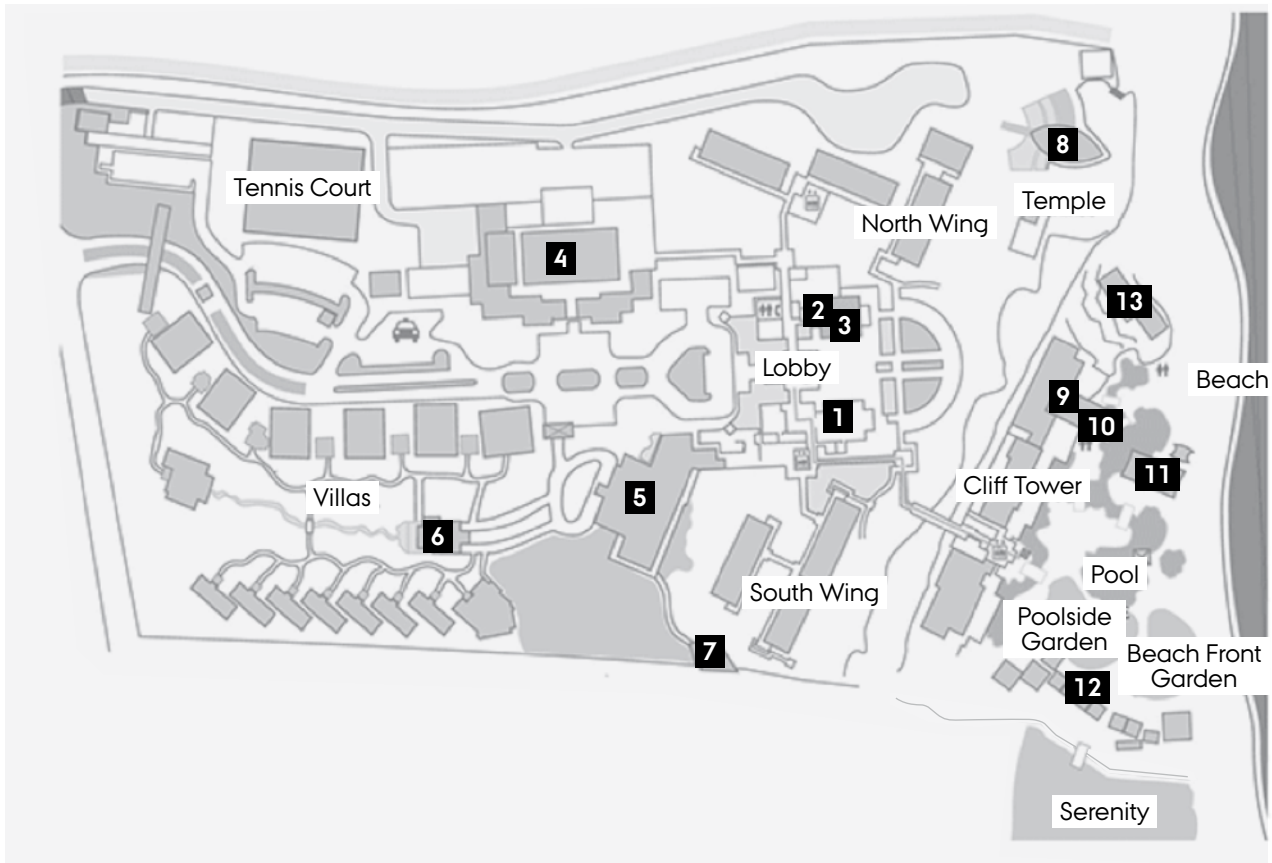 8
Tennis Court
Temple
North Wing
4
13
2
3
Lobby
Beach
9
1
10
11
Cliff Tower
5
Villas
6
Pool
South Wing
Poolside
Garden
7
Beach Front
Garden
12
Serenity